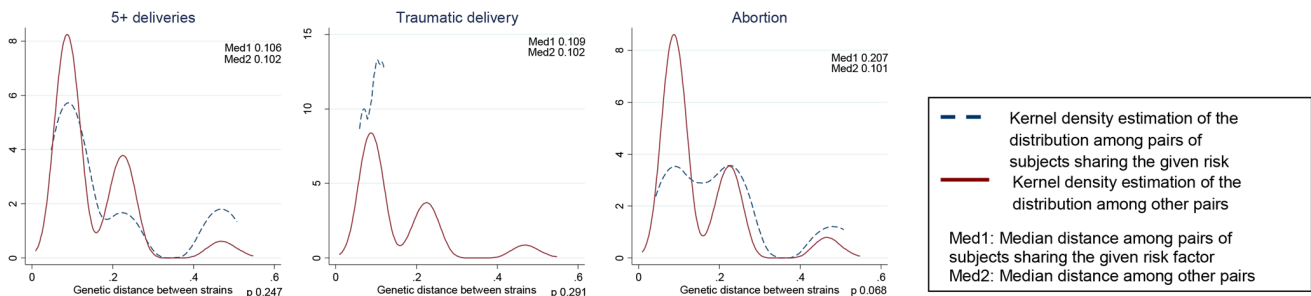 5+ deliveries
Med1 0.106
Med2 0.102
8
6
4
2
0
0 .2 .4 .6
Genetic distance between strains
p 0.247
Traumatic delivery
Med1 0.109
Med2 0.102
15
10
5
0
0 .2 .4 .6
Genetic distance between strains
p 0.291
Abortion
Med1 0.207
Med2 0.101
8
6
4
2
0
0 .2 .4 .6
Genetic distance between strains
p 0.068
Kernel density estimation of the
distribution among pairs of
subjects sharing the given risk
Kernel density estimation of the
distribution among other pairs
Med1: Median distance among pairs of
subjects sharing the given risk factor
Med2: Median distance among other pairs